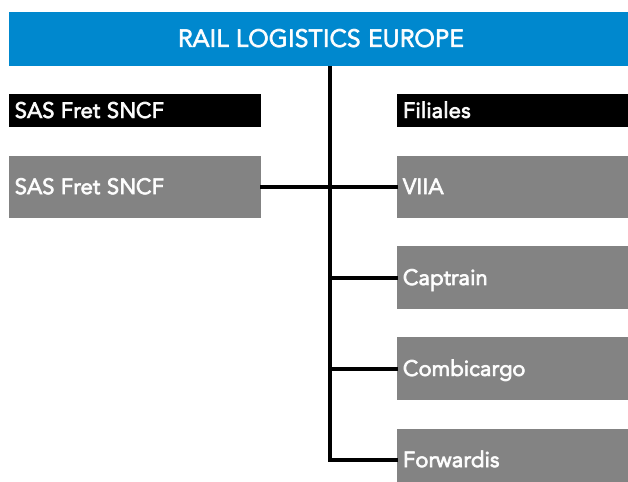 RAIL LOGISTICS EUROPE
SAS Fret SNCF
Filiales
SAS Fret SNCF
VIIA
Captrain
Combicargo
Forwardis